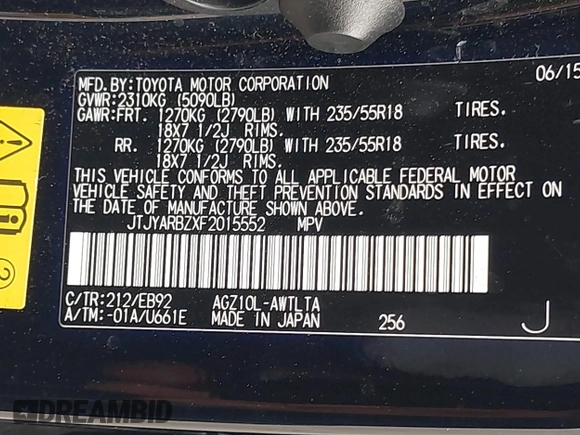 MFD. BY: TOYOTA MOTOR CORPORATION 06/15
GVWR: 2310KG (5090LB)
GAWR: FRT. 1270KG (2790LB) WITH 235/55R18 TIRES.
18X7 1/2J RIMS.
RR. 1270KG (2790LB) WITH 235/55R18 TIRES.
18X7 1/2J RIMS.
THIS VEHICLE CONFORMS TO ALL APPLICABLE FEDERAL MOTOR
VEHICLE SAFETY AND THEFT PREVENTION STANDARDS IN EFFECT ON
THE DATE OF MANUFACTURE SHOWN ABOVE.
JTJYARBZXF2015552 MPV
C/TR: 212/EB92 AGZ10L-AWTLTA
A/TM: -01A/U661E MADE IN JAPAN 256 J
2
DREAMBID